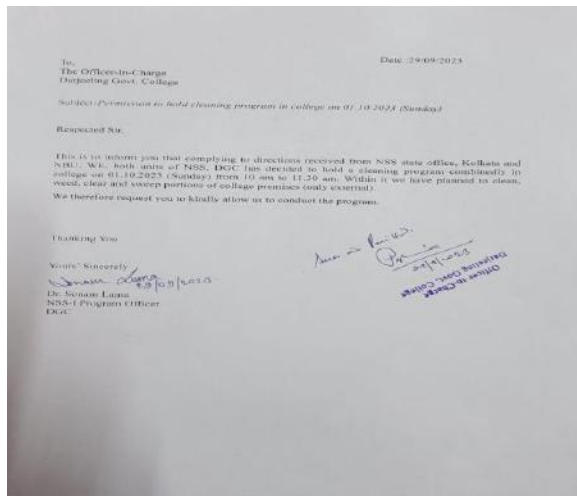 Date :29/09/2023
To,
The Officer-In-Charge
Darjeeling Govt. College
Subject:-Permission to hold cleaning program in college on 01.10.2023 (Sunday)
Respected Sir,
This is to inform you that complying to directions received from NSS state office, Kolkata and
NBU. WE, both units of NSS, DGC has decided to hold a cleaning program combinedly in
college on 01.10.2023 (Sunday) from 10 am to 11.30 am. Within it we have planned to clean,
weed, clear and sweep portions of college premises (only external).
We therefore request you to kindly allow us to conduct the program.
Thanking You
Yours' Sincerely
Sonam Lama
29/09/2023
Dr. Sonam Lama
NSS-I Program Officer
DGC
29/9/2023
Officer in Charge
Darjeeling Govt. College